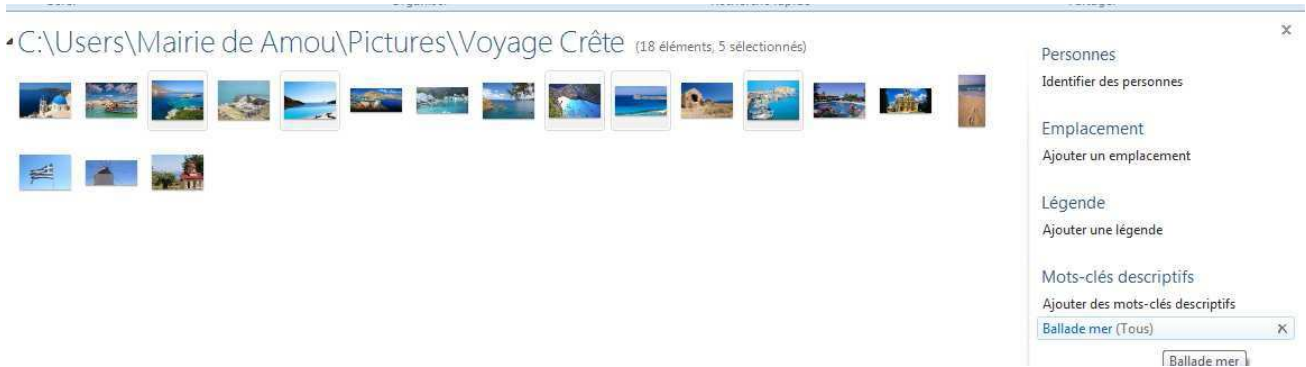 C:\Users\Mairie de Amou\Pictures\Voyage Crête (18 éléments, 5 sélectionnés)
Personnes
Identifier des personnes
Emplacement
Ajouter un emplacement
Légende
Ajouter une légende
Mots-clés descriptifs
Ajouter des mots-clés descriptifs
Ballade mer (Tous)
Ballade mer